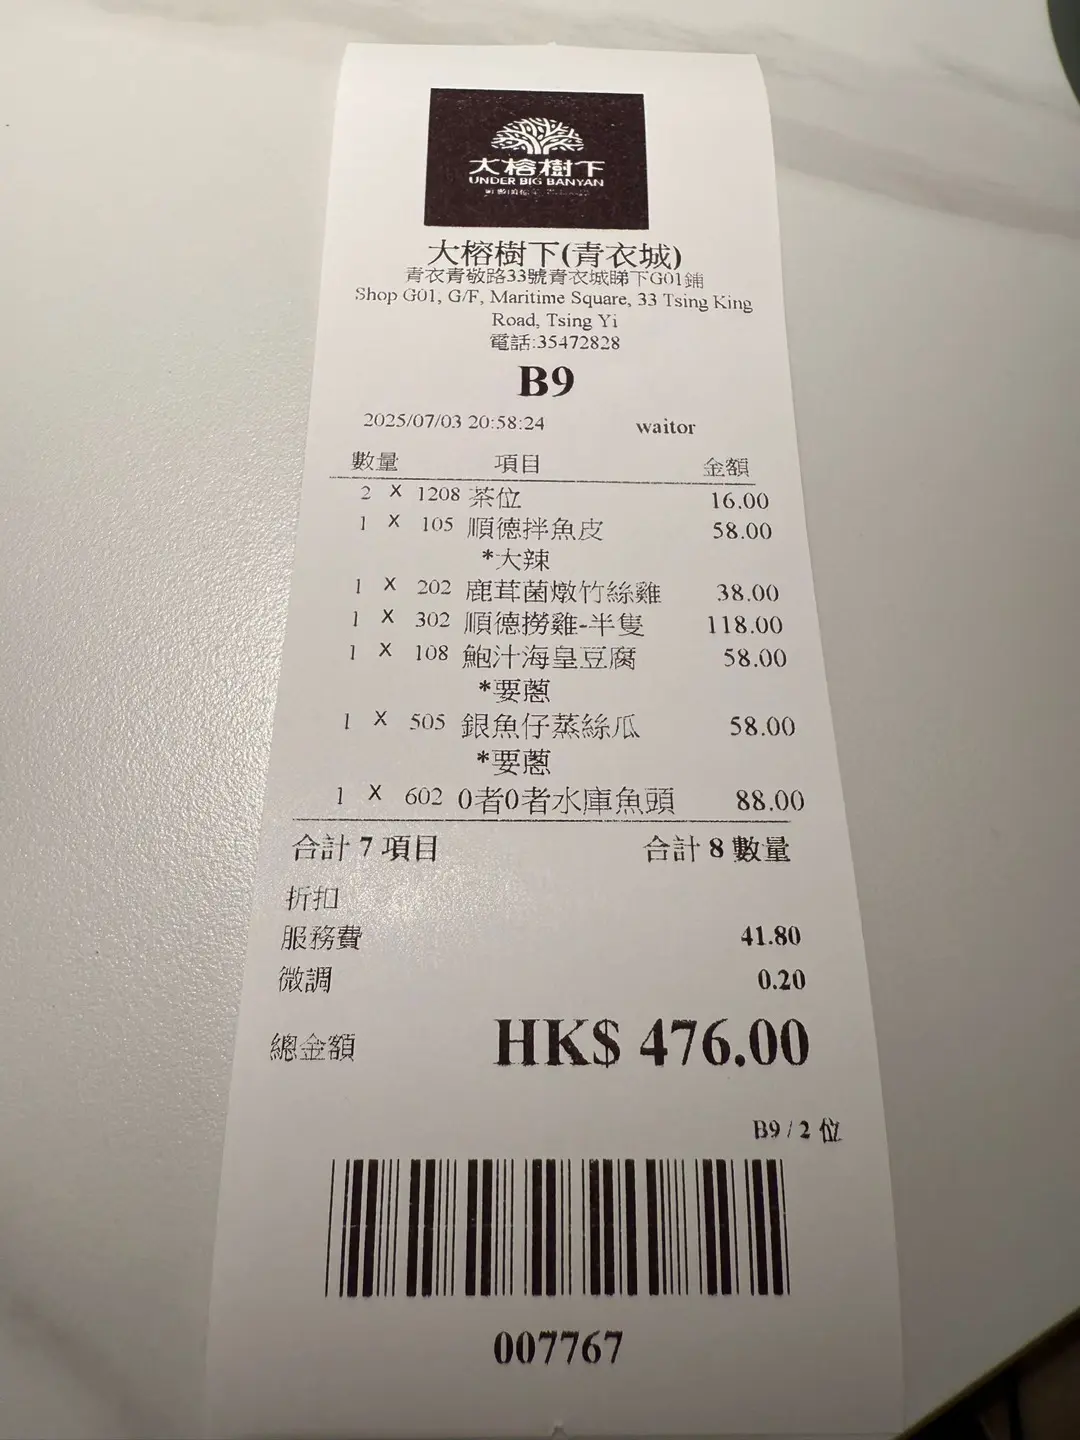 大榕樹下
UNDER BIG BANYAN
大榕樹下(青衣城)
青衣青敬路33號青衣城睇下G01鋪
Shop G01, G/F, Maritime Square, 33 Tsing King
Road, Tsing Yi
電話:35472828
B9
2025/07/03 20:58:24 waitor
數量 項目 金額
2 X 1208 茶位 16.00
1 X 105 順德拌魚皮 58.00
*大辣
1 X 202 鹿茸菌燉竹絲雞 38.00
1 X 302 順德撈雞-半隻 118.00
1 X 108 鮑汁海皇豆腐 58.00
*要蔥
1 X 505 銀魚仔蒸絲瓜 58.00
*要蔥
1 X 602 0者0者水庫魚頭 88.00
合計 7 項目 合計 8 數量
折扣
服務費 41.80
微調 0.20
總金額 HK$ 476.00
B9 / 2 位
007767